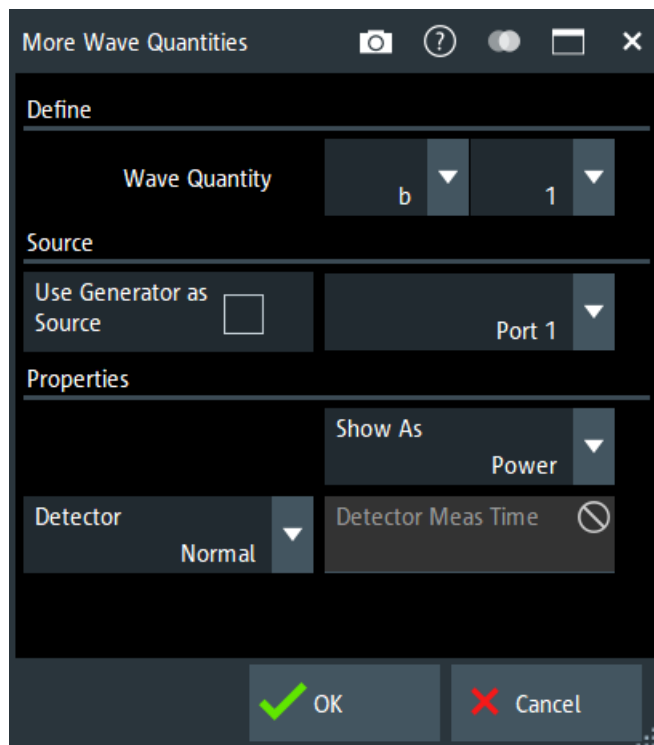 More Wave Quantities
Define
Wave Quantity b 1
Source
Use Generator as
Source
Port 1
Properties
Show As
Power
Detector
Normal
Detector Meas Time
OK Cancel